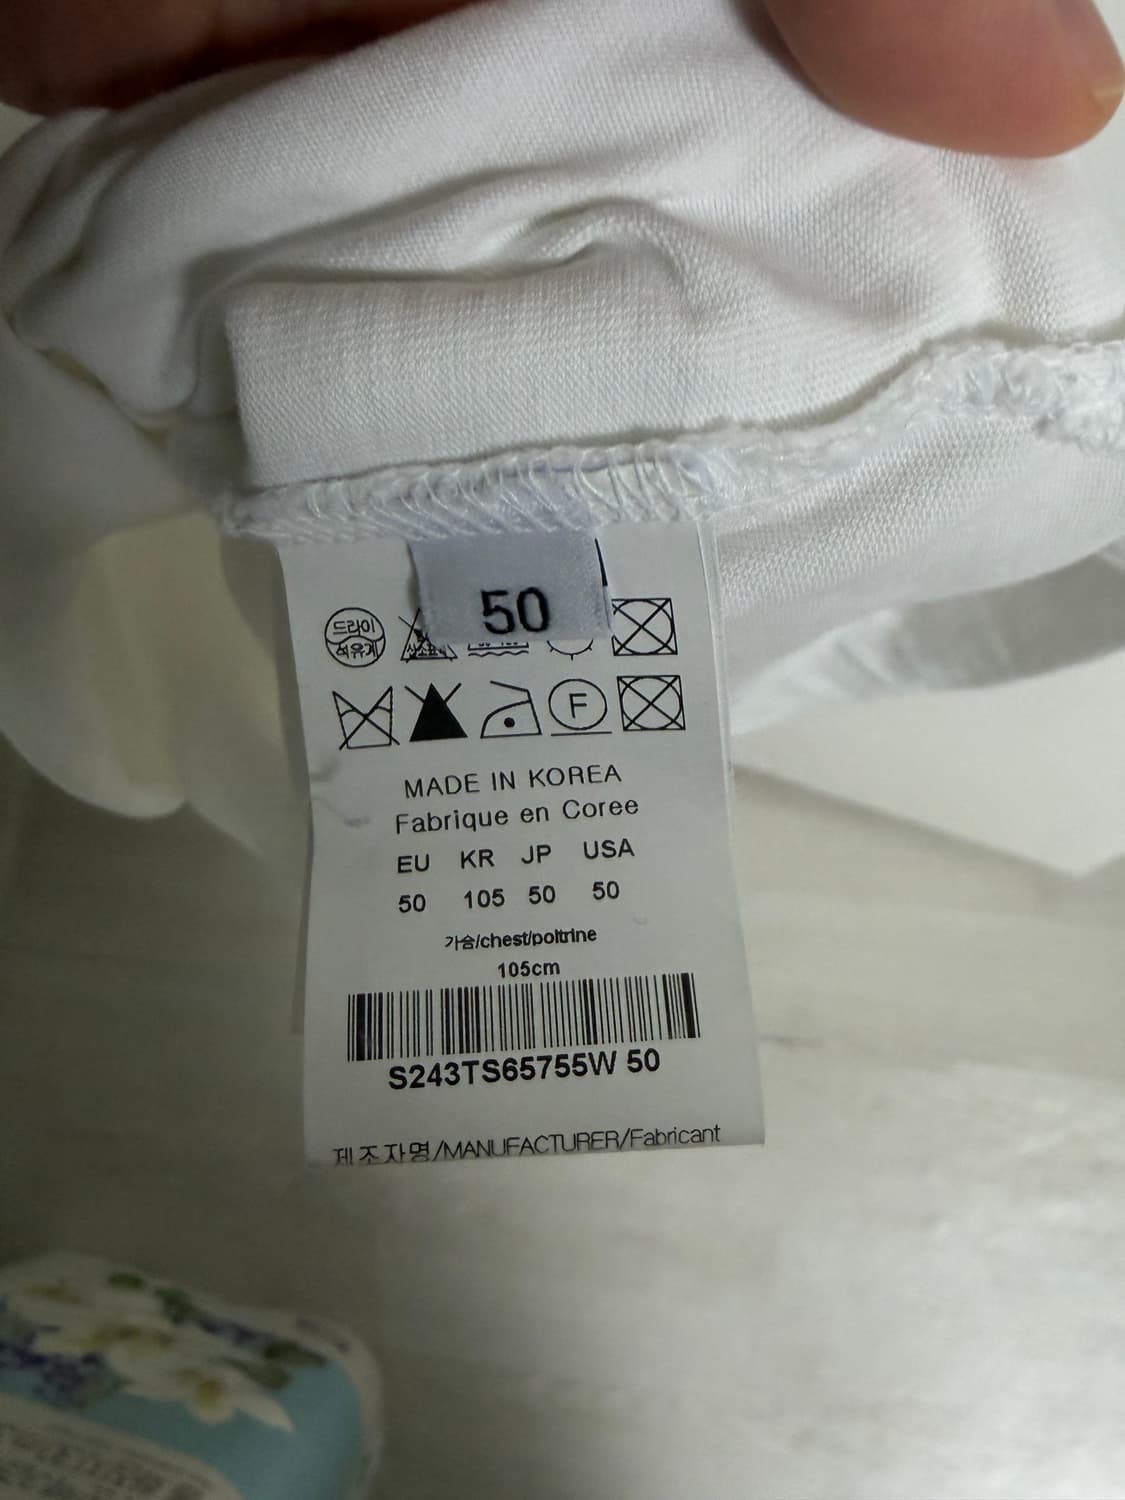 50
드라이
석유계
F
MADE IN KOREA
Fabrique en Coree
EU KR JP USA
50 105 50 50
가슴/chest/poltrine
105cm
S243TS65755W 50
제조자명/MANUFACTURER/Fabricant